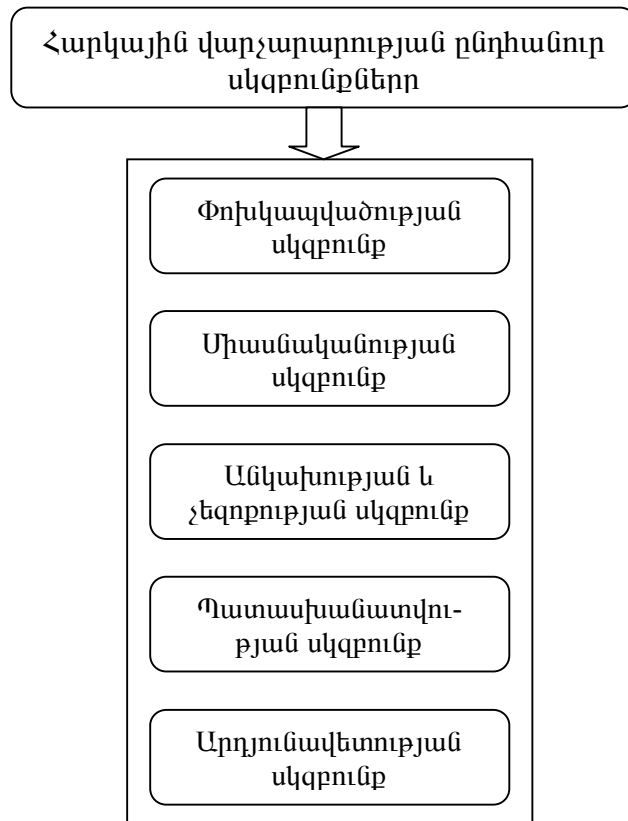 Հարկային վարչարարության ընդհանուր
սկզբունքները
Փոխկապվածության
սկզբունք
Միասնականության
սկզբունք
Անկախության և
չեզոքության սկզբունք
Պատասխանատվու-
թյան սկզբունք
Արդյունավետության
սկզբունք